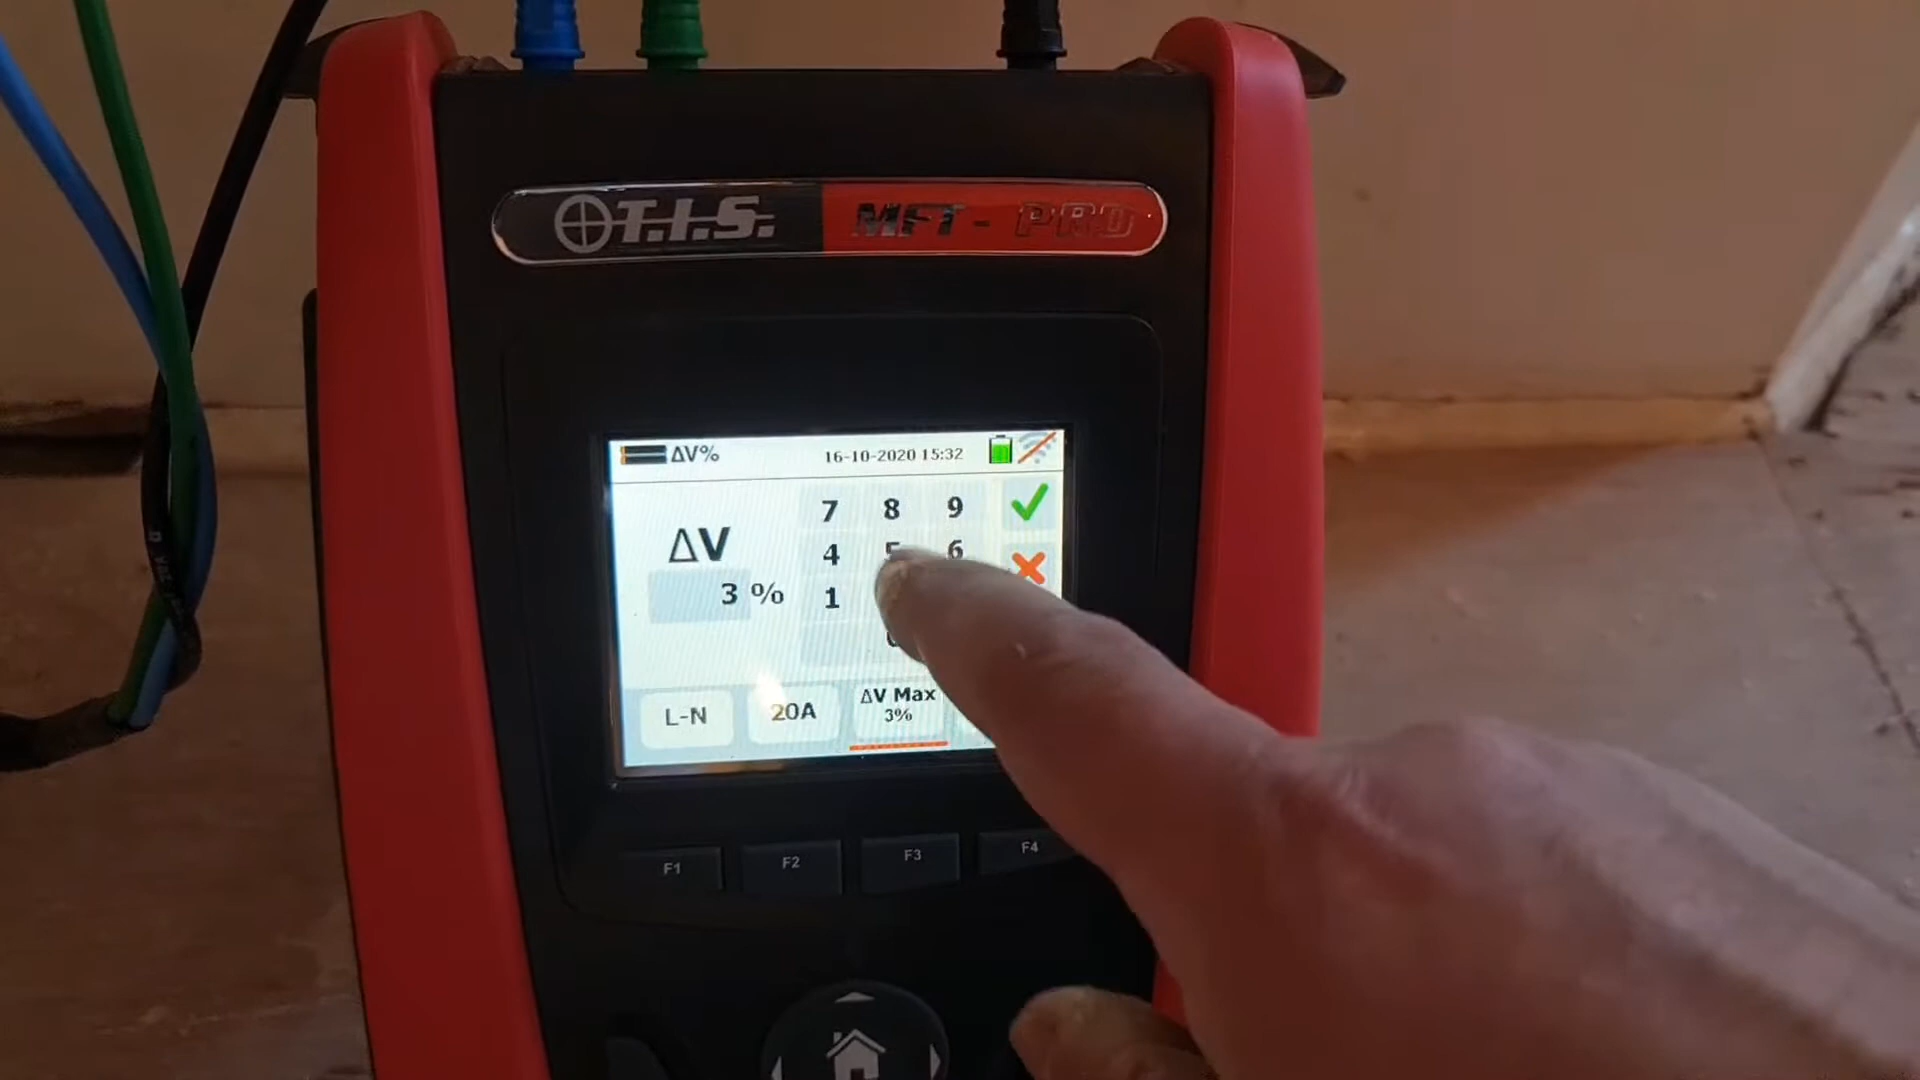 T.I.S. MFT - PRO
ΔV% 16-10-2020 15:32
7 8 9
ΔV
4 5 6
3 %
1
L-N 20A ΔV Max
3%
F1 F2 F3 F4